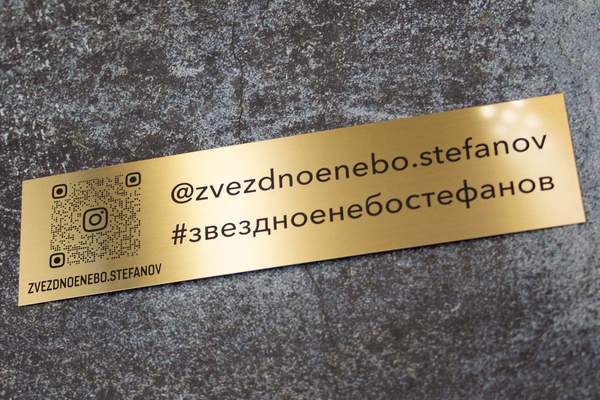 @zvezdnoenebo.stefanov
#звездноенебостефанов
ZVEZDNOENEBO.STEFANOV